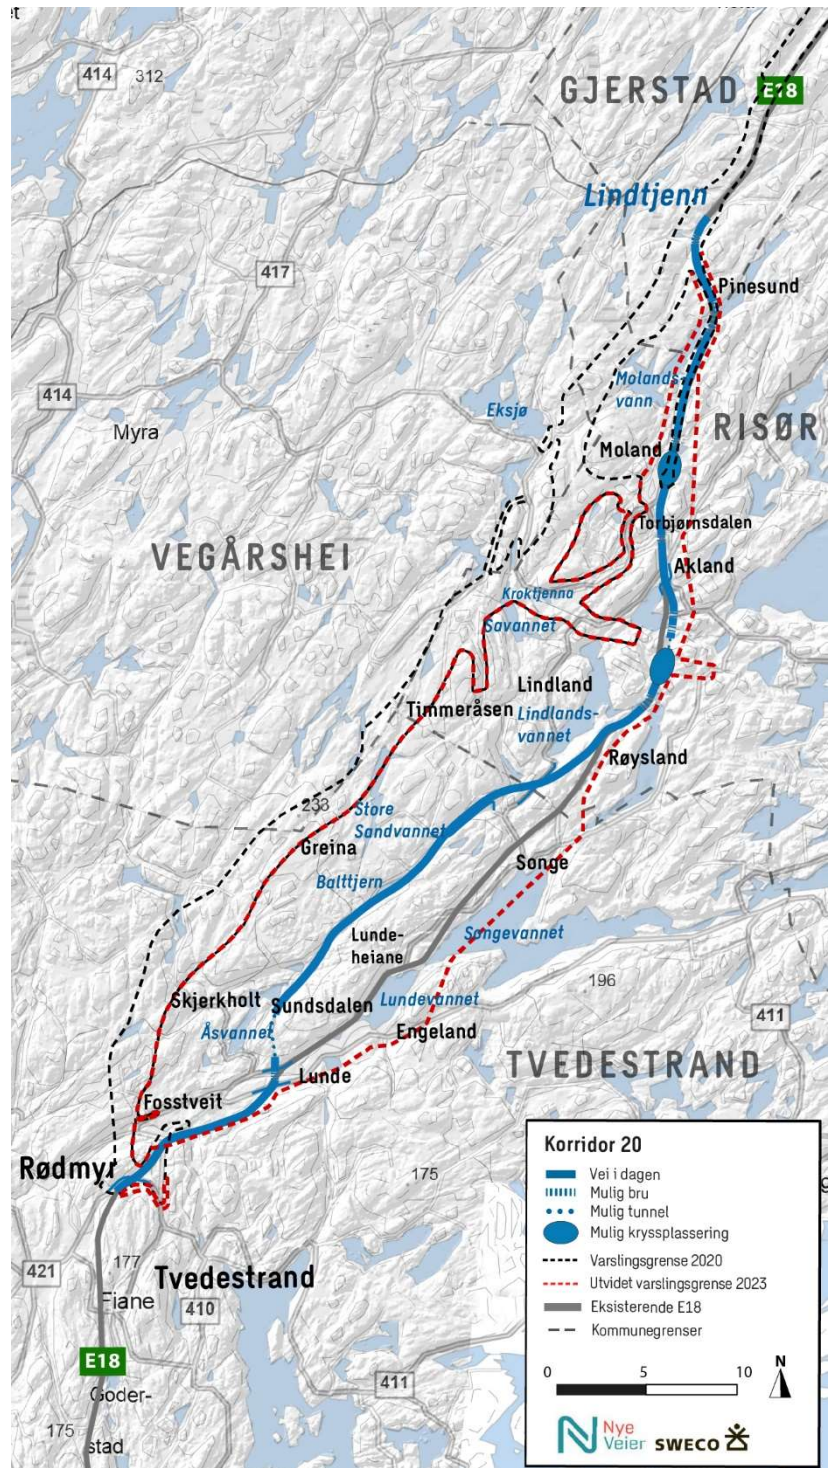 et
414
312
GJERSTAD
E18
Lindtjenn
417
Pinesund
414
Molands-
vann
Eksjø
Myra
RISØR
Moland
Torbjørnsdalen
VEGÅRSHEI
Akland
Kroktjenna
Savannet
Lindland
Timmeråsen
Lindlands-
vannet
Røysland
233
Store
Sandvannet
Greina
Songe
Balttjern
Lunde-
heiane
Songevannet
196
Skjerkholt
Sundsdalen
Lundevannet
411
Åsvannet
Engeland
TVEDESTRAND
Lunde
Fosstveit
Rødmyr
175
177
421
Tvedestrand
Fiane
410
E18
411
Goder-
175
stad
Korridor 20
Vei i dagen
Mulig bru
Mulig tunnel
Mulig kryssplassering
Varslingsgrense 2020
Utvidet varslingsgrense 2023
Eksisterende E18
Kommunegrenser
0 5 10 N
Nye
Veier SWECO